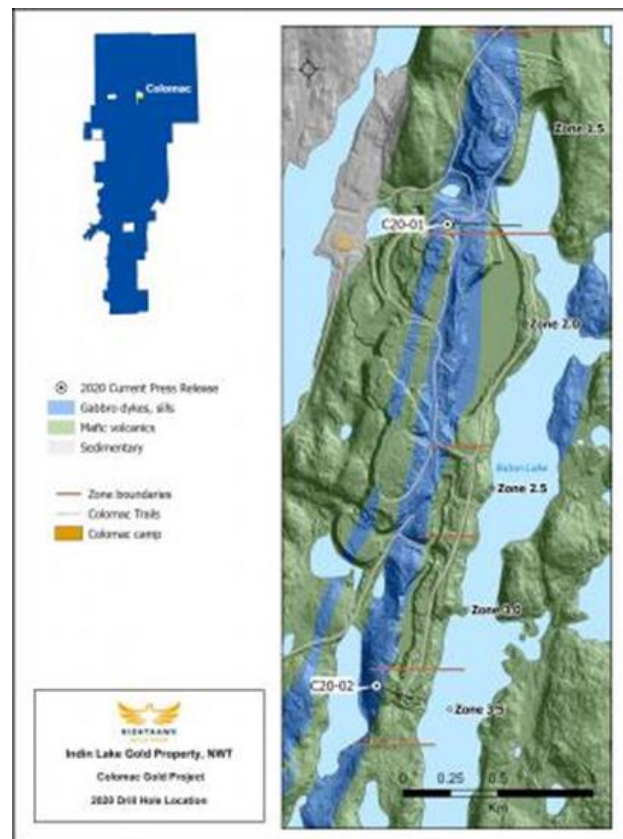 Colomac
2020 Current Press Release
Gabbro dykes, sills
Mafic volcanics
Sedimentary
Zone boundaries
Colomac Trails
Colomac camp
NIGHTHAWK
Indin Lake Gold Property, NWT
Colomac Gold Project
2020 Drill Hole Location
Zone 1.5
C20-01
Zone 2.0
Lake
Zone 2.5
Zone 3.0
C20-02
Zone 3.5
0 0.25 0.5 1
Km